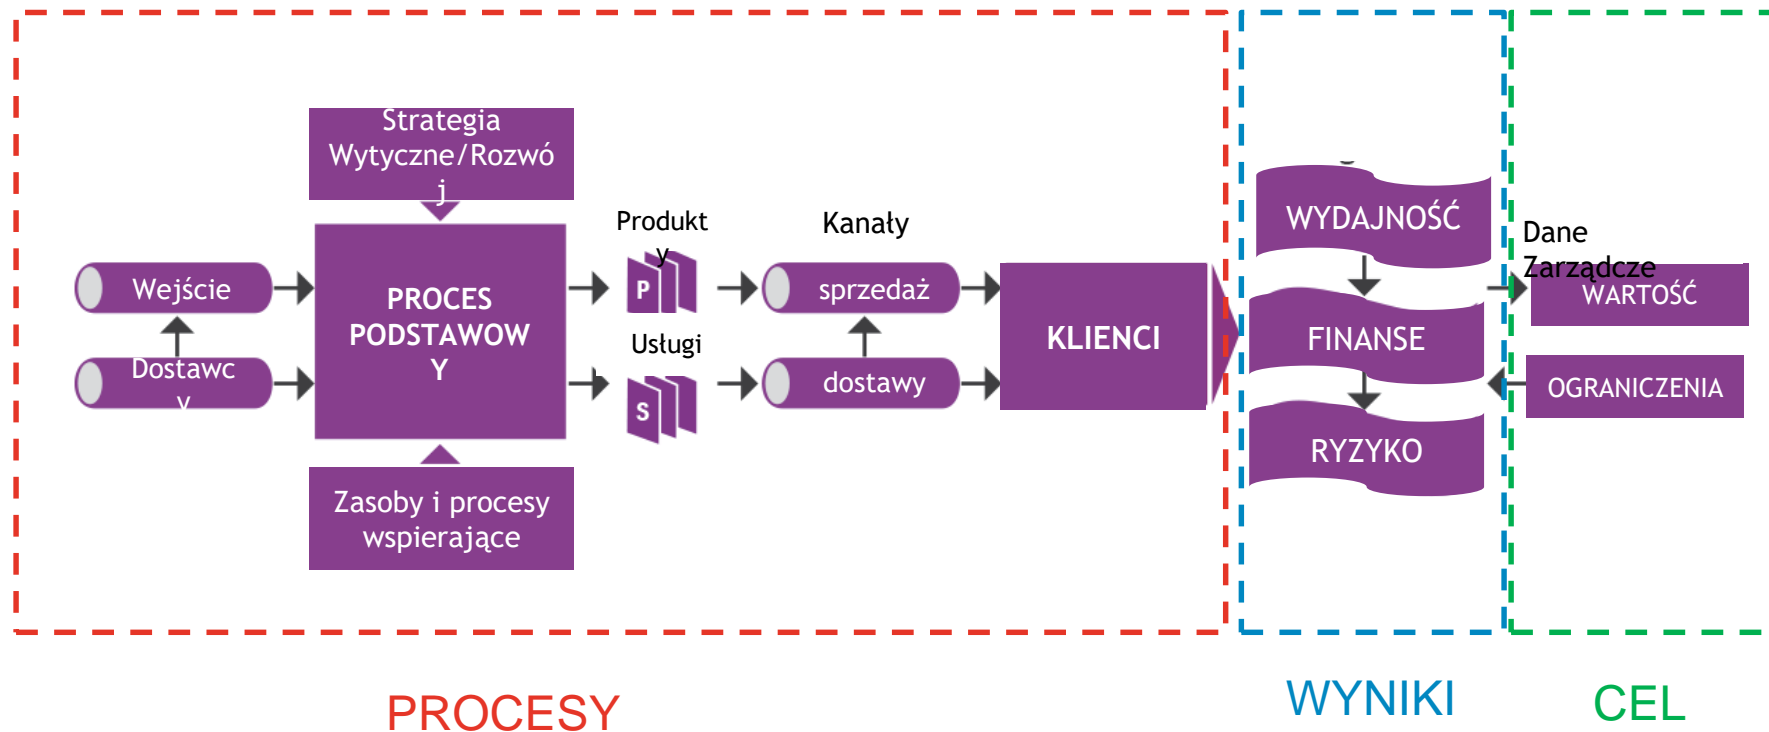 Strategia
Wytyczne/Rozwó
j
Wejście
Dostawc
y
PROCES
PODSTAWOW
Y
Zasoby i procesy
wspierające
Produkt
y
P
Usługi
S
Kanały
sprzedaż
dostawy
KLIENCI
WYDAJNOŚĆ
FINANSE
RYZYKO
Dane
Zarządcze
WARTOŚĆ
OGRANICZENIA
PROCESY
WYNIKI
CEL